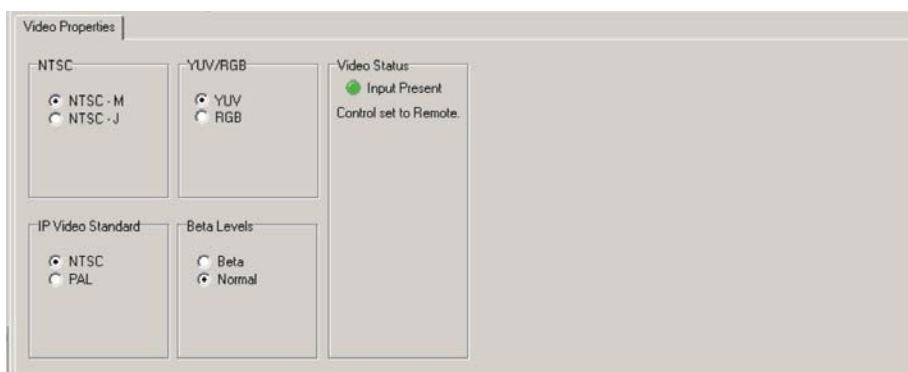 Video Properties
NTSC
NTSC - M
NTSC - J
YUV/RGB
YUV
RGB
Video Status
Input Present
Control set to Remote.
IP Video Standard
NTSC
PAL
Beta Levels
Beta
Normal